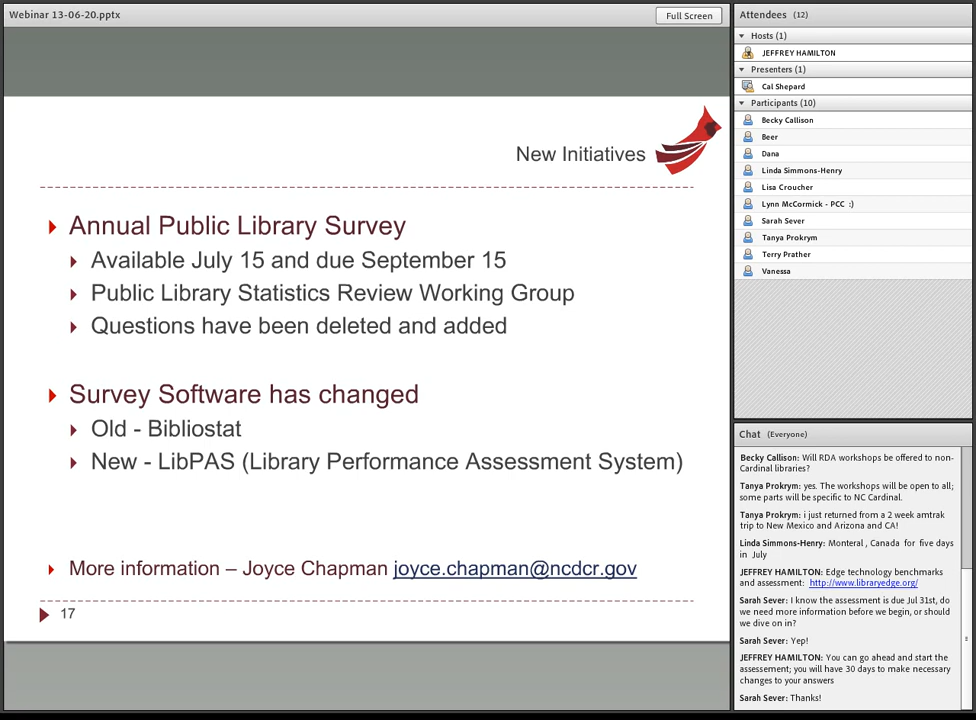 Webinar 13-06-20.pptx
Full Screen
New Initiatives
Annual Public Library Survey
Available July 15 and due September 15
Public Library Statistics Review Working Group
Questions have been deleted and added
Survey Software has changed
Old - Bibliostat
New - LibPAS (Library Performance Assessment System)
More information – Joyce Chapman joyce.chapman@ncdcr.gov
17
Attendees (12)
Hosts (1)
JEFFREY HAMILTON
Presenters (1)
Cal Shepard
Participants (10)
Becky Callison
Beer
Dana
Linda Simmons-Henry
Lisa Croucher
Lynn McCormick - PCC :)
Sarah Sever
Tanya Prokrym
Terry Prather
Vanessa
Chat (Everyone)
Becky Callison: Will RDA workshops be offered to non-
Cardinal libraries?
Tanya Prokrym: yes. The workshops will be open to all;
some parts will be specific to NC Cardinal.
Tanya Prokrym: i just returned from a 2 week amtrak
trip to New Mexico and Arizona and CA!
Linda Simmons-Henry: Monteral , Canada for five days
in July
JEFFREY HAMILTON: Edge technology benchmarks
and assessment: http://www.libraryedge.org/
Sarah Sever: I know the assessment is due Jul 31st, do
we need more information before we begin, or should
we dive on in?
Sarah Sever: Yep!
JEFFREY HAMILTON: You can go ahead and start the
assessement; you will have 30 days to make necessary
changes to your answers
Sarah Sever: Thanks!